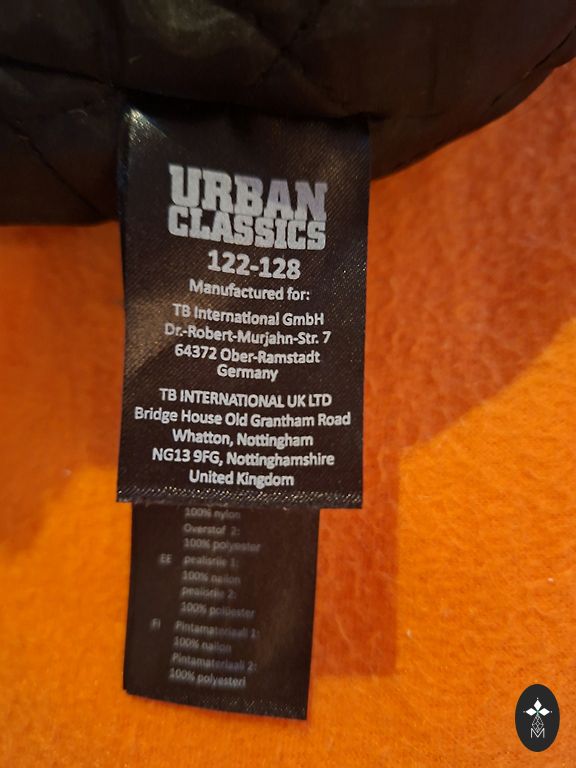 URBAN
CLASSICS
122-128
Manufactured for:
TB International GmbH
Dr.-Robert-Murjahn-Str. 7
64372 Ober-Ramstadt
Germany
TB INTERNATIONAL UK LTD
Bridge House Old Grantham Road
Whatton, Nottingham
NG13 9FG, Nottinghamshire
United Kingdom
100% nylon
Overstof 2:
100% polyester
EE pealisriie 1:
100% nailon
pealisriie 2:
100% polüester
FI Pintamateriaali 1:
100% nailon
Pintamateriaali 2:
100% polyesteri
M